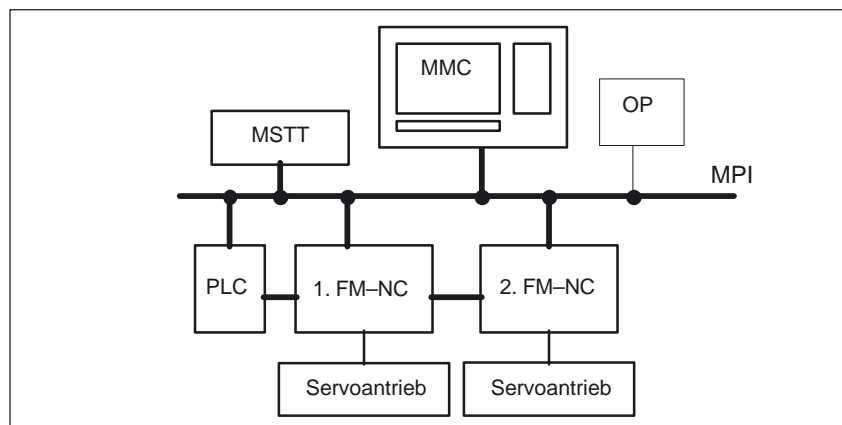 MMC
OP
MSTT
MPI
PLC
1. FM–NC
2. FM–NC
Servoantrieb
Servoantrieb